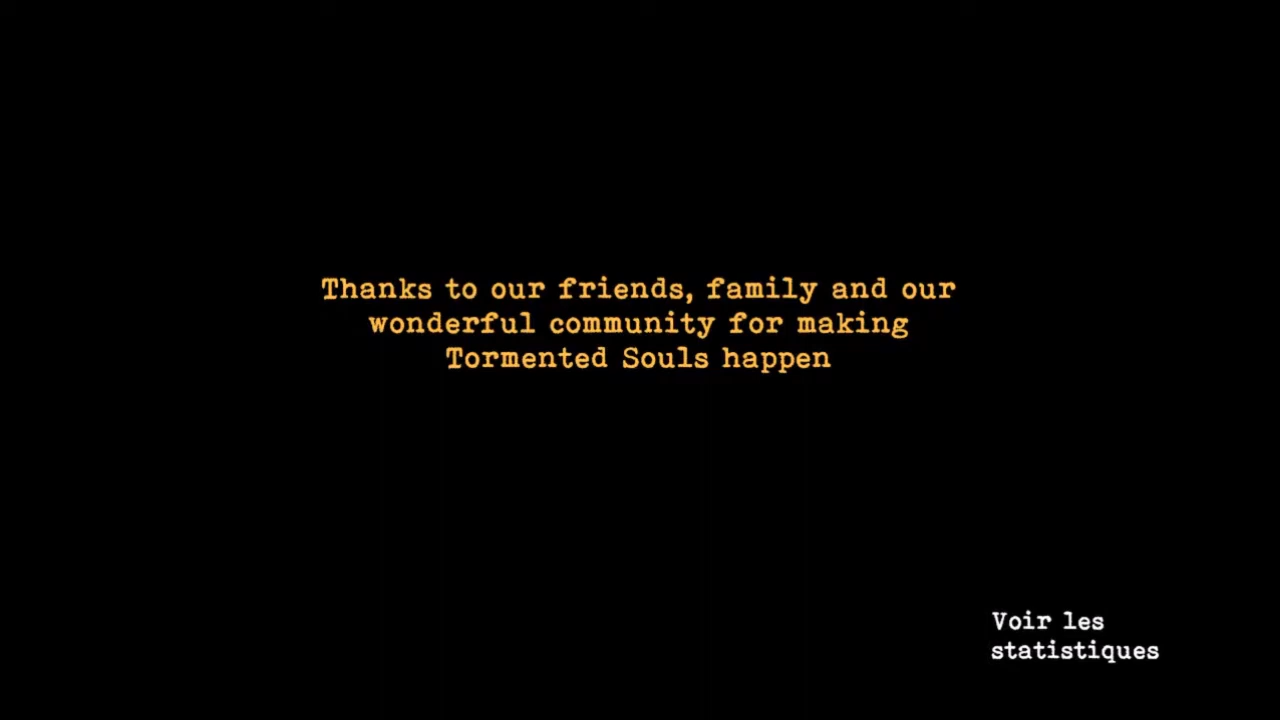 Thanks to our friends, family and our
wonderful community for making
Tormented Souls happen
Voir les
statistiques